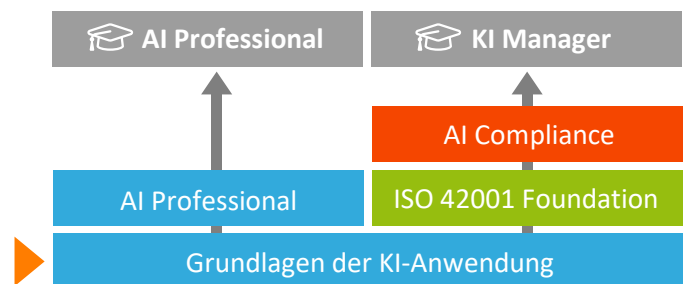 AI Professional
KI Manager
AI Compliance
AI Professional
ISO 42001 Foundation
Grundlagen der KI-Anwendung